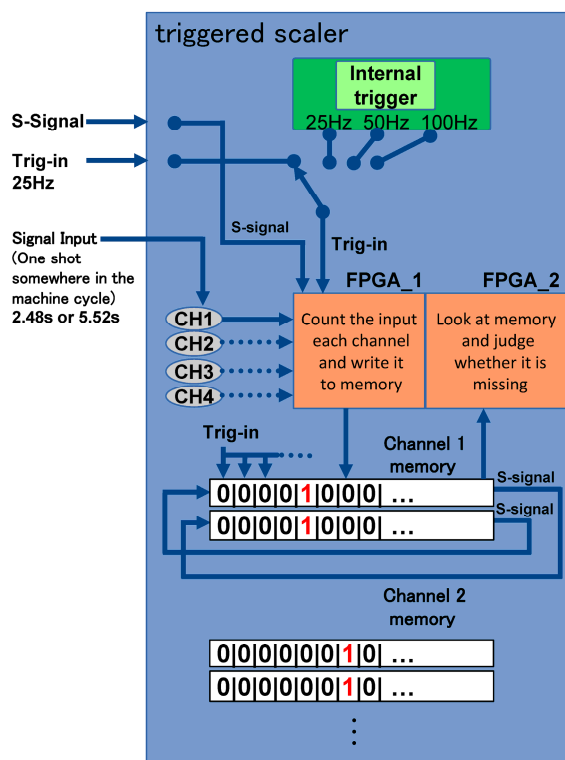 triggered scaler
Internal
trigger
25Hz 50Hz 100Hz
S-Signal
Trig-in
25Hz
S-signal
Trig-in
Signal Input
(One shot
somewhere in the
machine cycle)
2.48s or 5.52s
FPGA_1
FPGA_2
CH1
CH2
CH3
CH4
Count the input
each channel
and write it
to memory
Look at memory
and judge
whether it is
missing
Trig-in
Channel 1
memory
S-signal
0|0|0|0|1|0|0|0| ...
S-signal
0|0|0|0|1|0|0|0| ...
Channel 2
memory
0|0|0|0|0|0|1|0| ...
0|0|0|0|0|0|1|0| ...